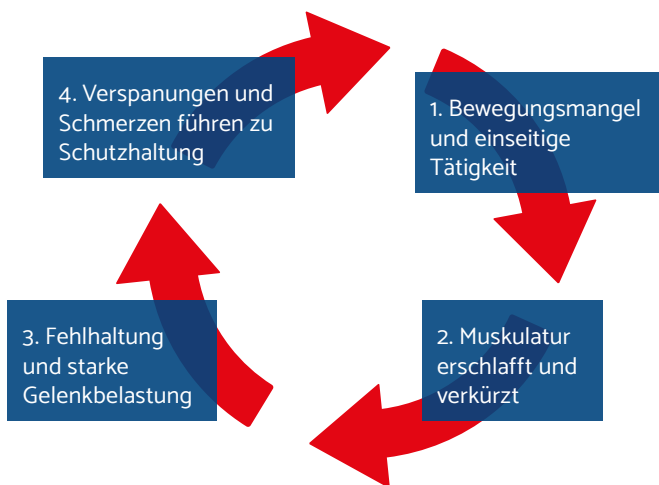 1. Bewegungsmangel
und einseitige
Tätigkeit
2. Muskulatur
erschlafft und
verkürzt
3. Fehlhaltung
und starke
Gelenkbelastung
4. Verspanungen und
Schmerzen führen zu
Schutzhaltung